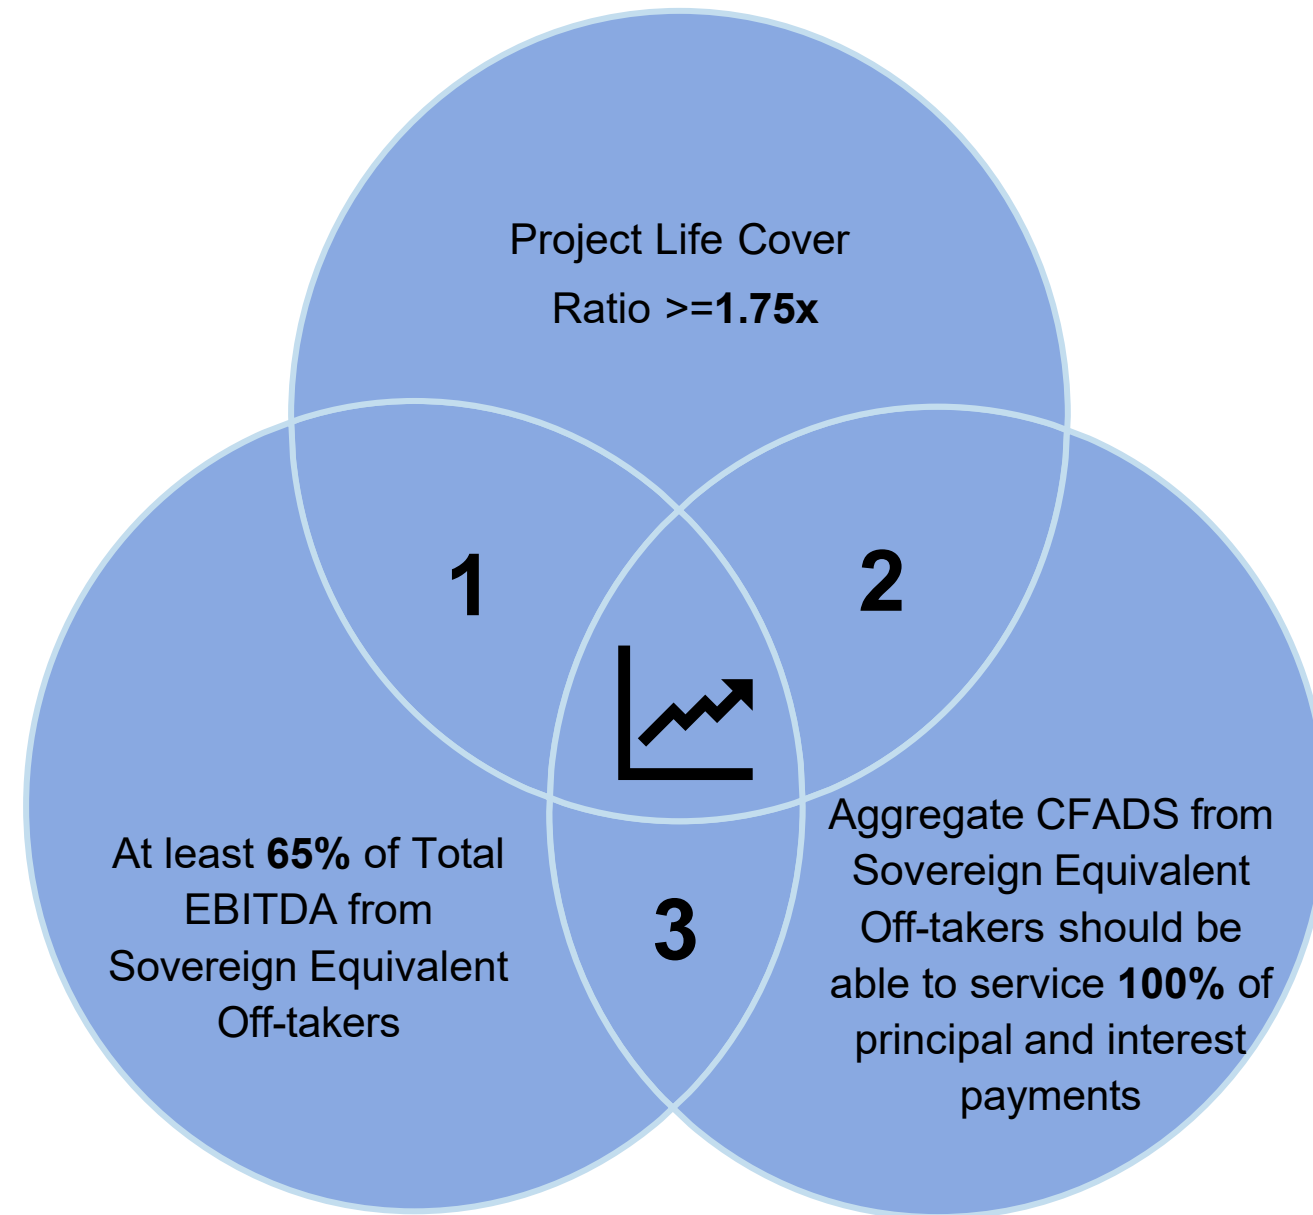 Project Life Cover
Ratio >=1.75x
1
2
At least 65% of Total
EBITDA from
Sovereign Equivalent
Off-takers
3
Aggregate CFADS from
Sovereign Equivalent
Off-takers should be
able to service 100% of
principal and interest
payments